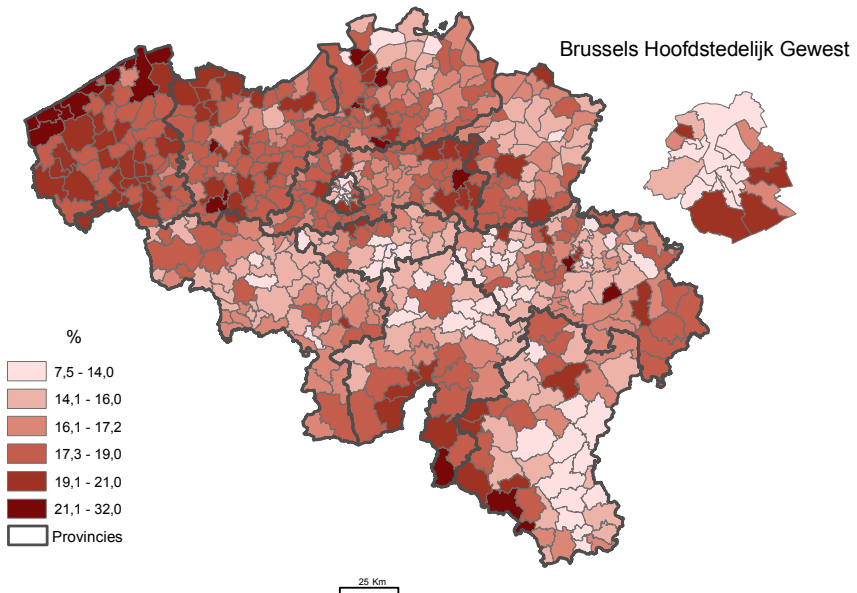 Brussels Hoofdstedelijk Gewest
%
7,5 - 14,0
14,1 - 16,0
16,1 - 17,2
17,3 - 19,0
19,1 - 21,0
21,1 - 32,0
Provincies
25 Km